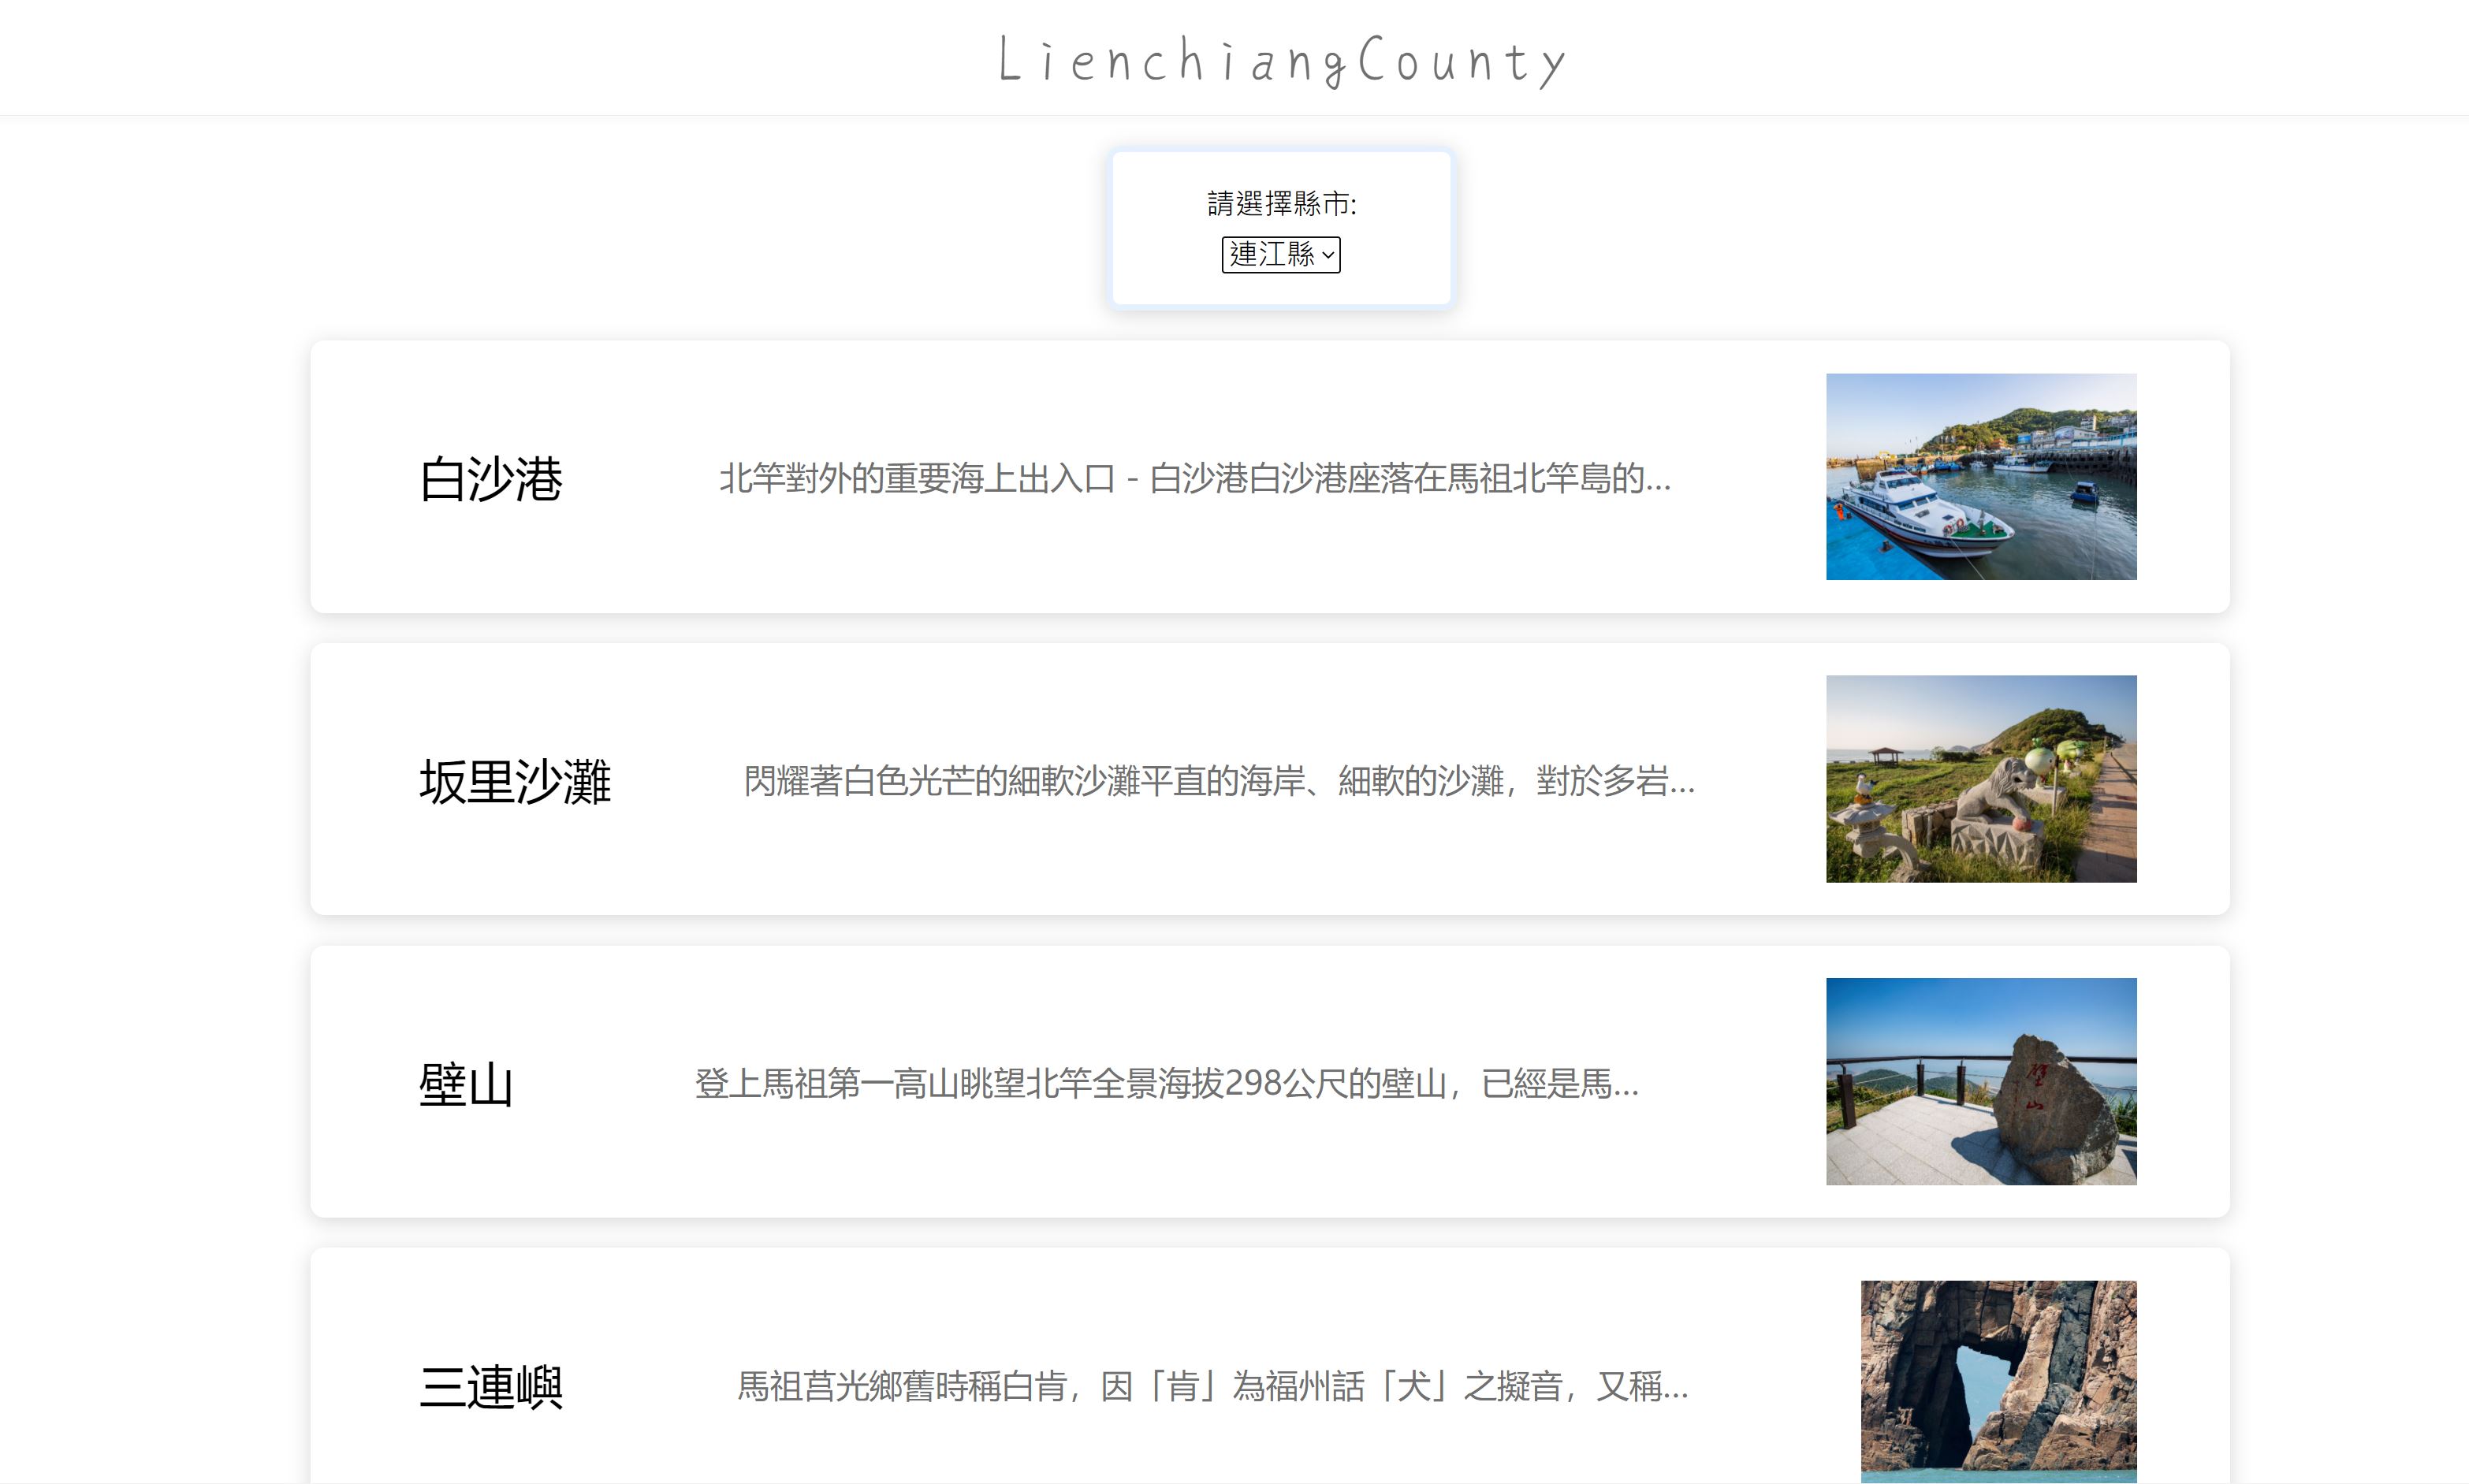 LienchiangCounty
請選擇縣市:
連江縣
白沙港
北竿對外的重要海上出入口 - 白沙港白沙港座落在馬祖北竿島的...
坂里沙灘
閃耀著白色光芒的細軟沙灘平直的海岸、細軟的沙灘，對於多岩...
壁山
登上馬祖第一高山眺望北竿全景海拔298公尺的壁山，已經是馬...
壁山
三連嶼
馬祖莒光鄉舊時稱白肯，因「肯」為福州話「犬」之擬音，又稱...